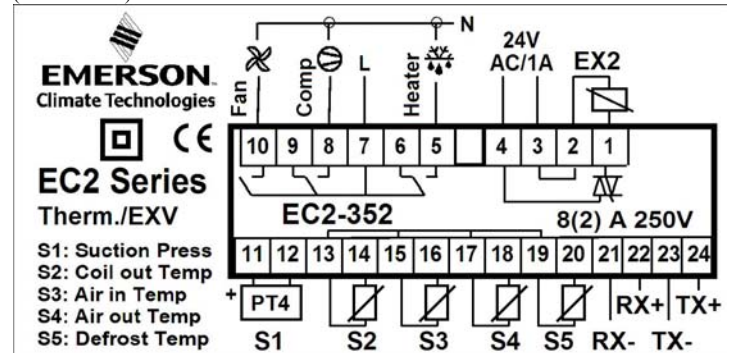 EMERSON.
Climate Technologies
CE
EC2 Series
Therm./EXV
S1: Suction Press
S2: Coil out Temp
S3: Air in Temp
S4: Air out Temp
S5: Defrost Temp
N
Fan
Comp
L
Heater
24V
AC/1A
EX2
10 9 8 7 6 5 4 3 2 1
EC2-352
8(2) A 250V
11 12 13 14 15 16 17 18 19 20 21 22 23 24
+ PT4
RX+ TX+
S1 S2 S3 S4 S5 RX- TX-